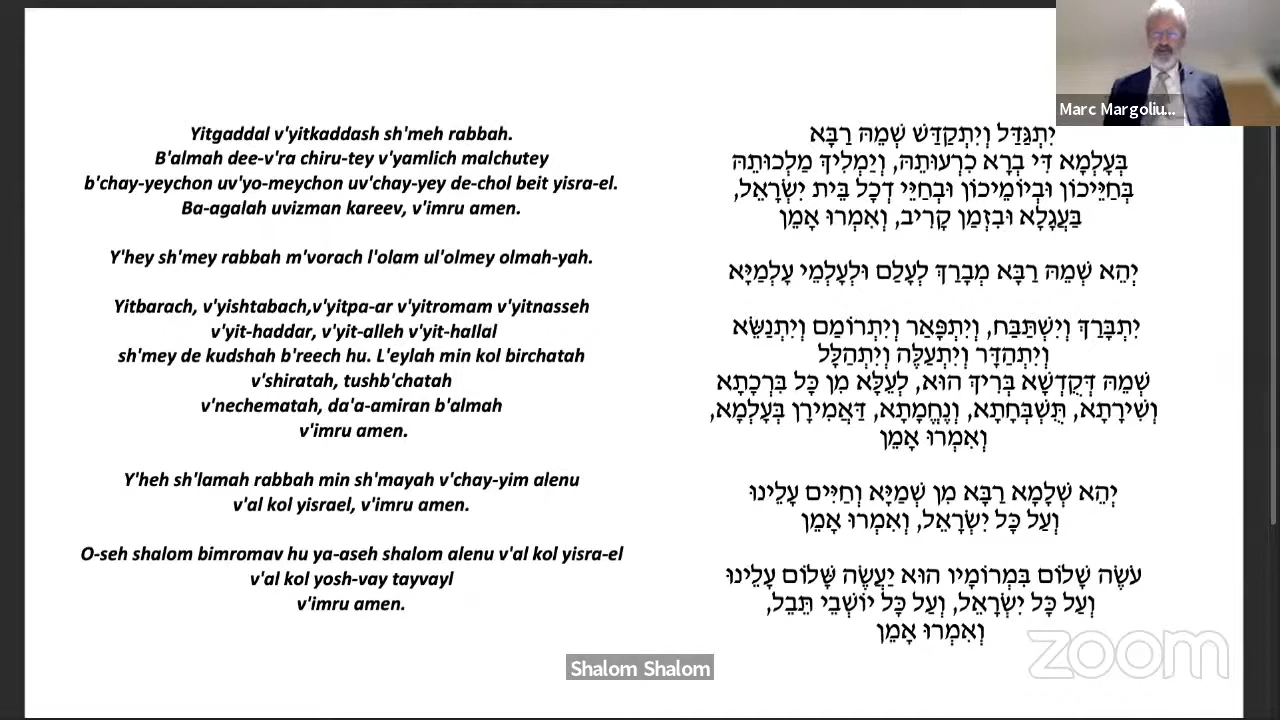 Marc Margoliu...
Yitgaddal v'yitkaddash sh'meh rabbah.
B'almah dee-v'ra chiru-tey v'yamlich malchutey
b'chay-yeychon uv'yo-meychon uv'chay-yey de-chol beit yisra-el.
Ba-agalah uvizman kareev, v'imru amen.
Y'hey sh'mey rabbah m'vorach l'olam ul'olmey olmah-yah.
Yitbarach, v'yishtabach,v'yitpa-ar v'yitromam v'yitnasseh
v'yit-haddar, v'yit-alleh v'yit-hallal
sh'mey de kudshah b'reech hu. L'eylah min kol birchatah
v'shiratah, tushb'chatah
v'nechematah, da'a-amiran b'almah
v'imru amen.
Y'heh sh'lamah rabbah min sh'mayah v'chay-yim alenu
v'al kol yisrael, v'imru amen.
O-seh shalom bimromav hu ya-aseh shalom alenu v'al kol yisra-el
v'al kol yosh-vay tayvayl
v'imru amen.
יִתְגַּדַּל וְיִתְקַדַּשׁ שְׁמֵהּ רַבָּא
בְּעָלְמָא דִּי בְרָא כִרְעוּתֵהּ, וְיַמְלִיךְ מַלְכוּתֵהּ
בְּחַיֵּיכוֹן וּבְיוֹמֵיכוֹן וּבְחַיֵּי דְכָל בֵּית יִשְׂרָאֵל,
בַּעֲגָלָא וּבִזְמַן קָרִיב, וְאִמְרוּ אָמֵן
יְהֵא שְׁמֵהּ רַבָּא מְבָרַךְ לְעָלַם וּלְעָלְמֵי עָלְמַיָּא
יִתְבָּרַךְ וְיִשְׁתַּבַּח, וְיִתְפָּאַר וְיִתְרוֹמַם וְיִתְנַשֵּׂא
וְיִתְהַדָּר וְיִתְעַלֶּה וְיִתְהַלָּל
שְׁמֵהּ דְּקֻדְשָׁא בְּרִיךְ הוּא, לְעֵלָּא מִן כָּל בִּרְכָתָא
וְשִׁירָתָא, תֻּשְׁבְּחָתָא, וְנֶחֱמָתָא, דַּאֲמִירָן בְּעָלְמָא,
וְאִמְרוּ אָמֵן
יְהֵא שְׁלָמָא רַבָּא מִן שְׁמַיָּא וְחַיִּים עָלֵינוּ
וְעַל כָּל יִשְׂרָאֵל, וְאִמְרוּ אָמֵן
עֹשֶׂה שָׁלוֹם בִּמְרוֹמָיו הוּא יַעֲשֶׂה שָּׁלוֹם עָלֵינוּ
וְעַל כָּל יִשְׂרָאֵל, וְעַל כָּל יוֹשְׁבֵי תֵּבֵל,
וְאִמְרוּ אָמֵן
zoom
Shalom Shalom